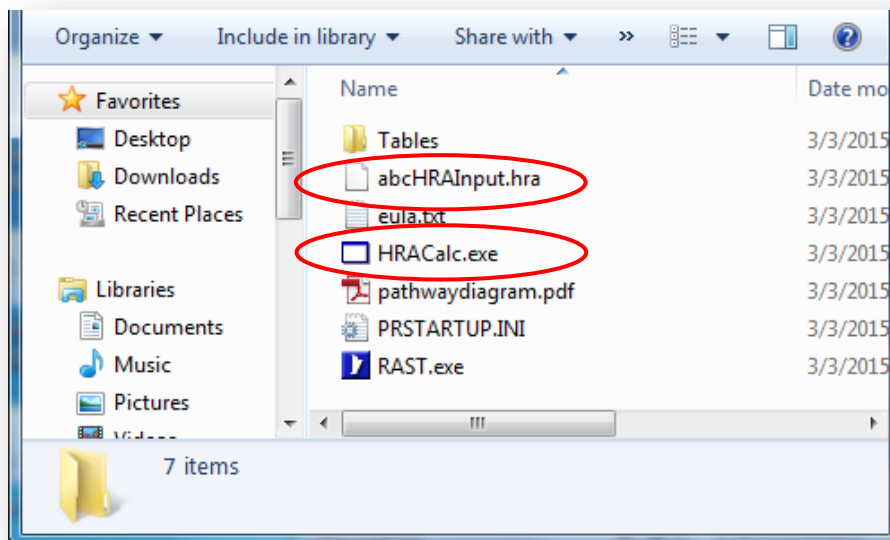 Organize Include in library Share with »
Name Date mo
Favorites
Desktop
Downloads
Recent Places
Libraries
Documents
Music
Pictures
Videos
Tables 3/3/2015
abcHRAInput.hra 3/3/2015
eula.txt 3/3/2015
HRACalc.exe 3/3/2015
pathwaydiagram.pdf 3/3/2015
PRSTARTUP.INI 3/3/2015
RAST.exe 3/3/2015
7 items